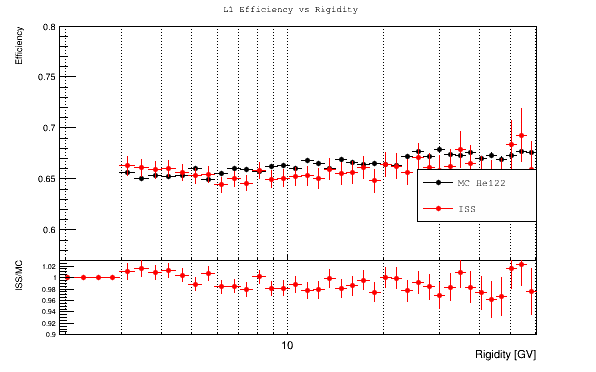 L1 Efficiency vs Rigidity
Efficiency
0.8
0.75
0.7
0.65
0.6
MC He122
ISS
ISS/MC
1.02
1
0.98
0.96
0.94
0.92
0.9
10
Rigidity [GV]